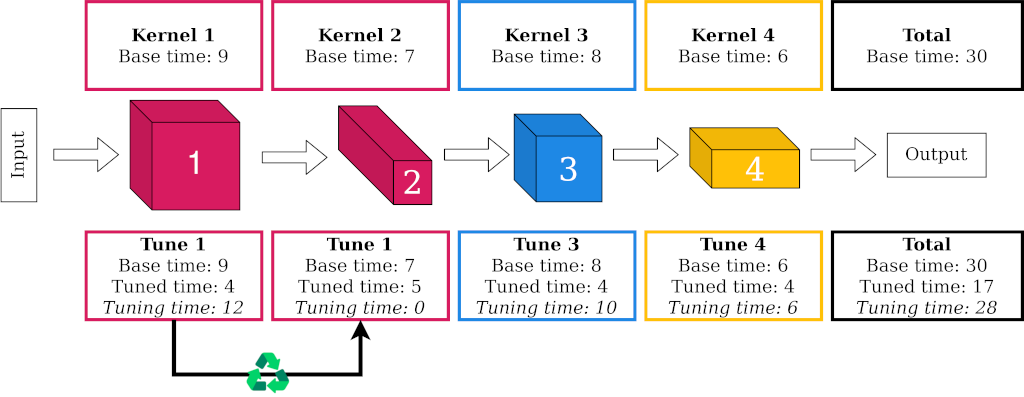 Kernel 1
Base time: 9
Kernel 2
Base time: 7
Kernel 3
Base time: 8
Kernel 4
Base time: 6
Total
Base time: 30
Input
1
2
3
4
Output
Tune 1
Base time: 9
Tuned time: 4
Tuning time: 12
Tune 1
Base time: 7
Tuned time: 5
Tuning time: 0
Tune 3
Base time: 8
Tuned time: 4
Tuning time: 10
Tune 4
Base time: 6
Tuned time: 4
Tuning time: 6
Total
Base time: 30
Tuned time: 17
Tuning time: 28